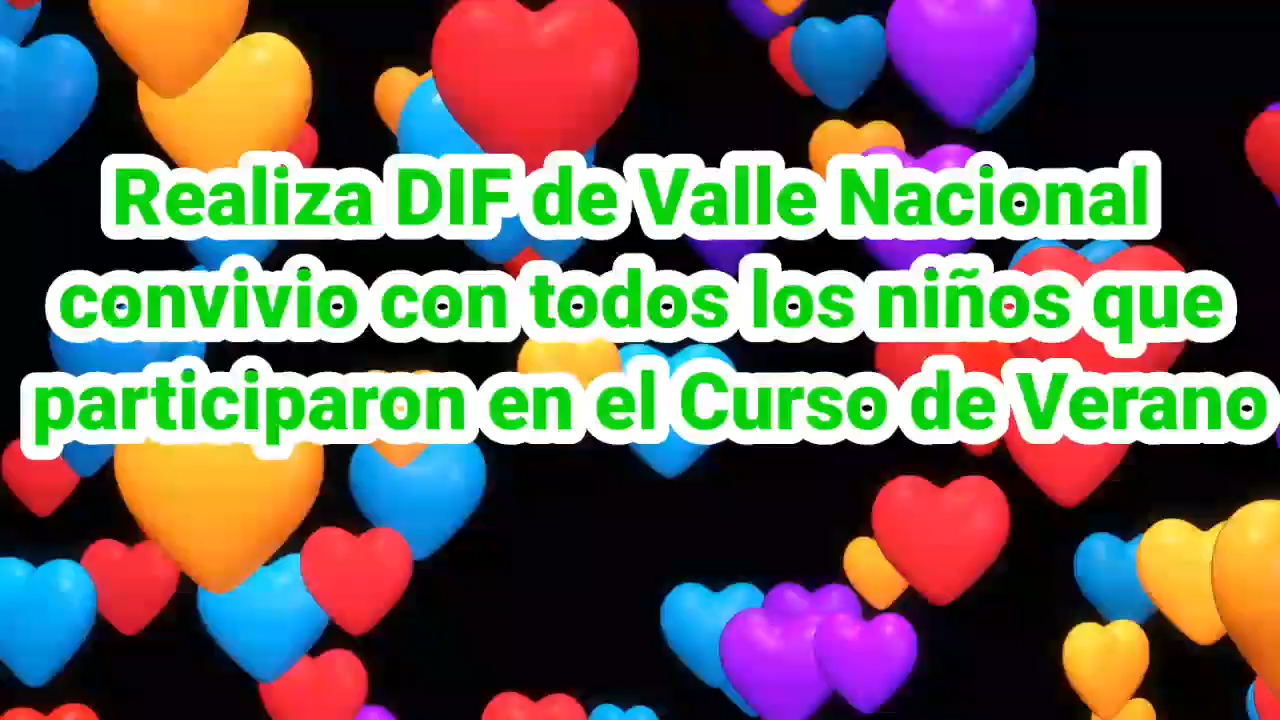 Realiza DIF de Valle Nacional
convivio con todos los niños que
participaron en el Curso de Verano